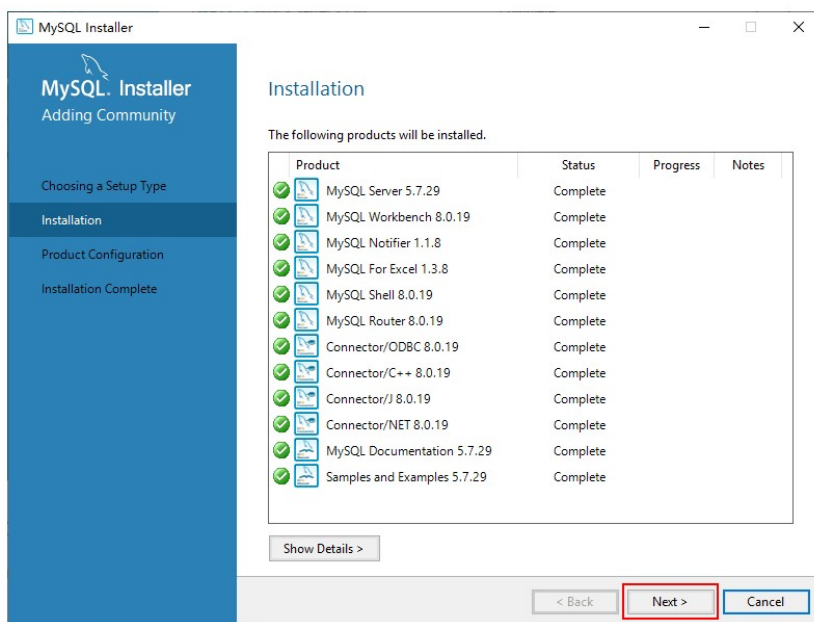 MySQL Installer
MySQL. Installer
Adding Community
Choosing a Setup Type
Installation
Product Configuration
Installation Complete
Installation
The following products will be installed.
Product Status Progress Notes
MySQL Server 5.7.29 Complete
MySQL Workbench 8.0.19 Complete
MySQL Notifier 1.1.8 Complete
MySQL For Excel 1.3.8 Complete
MySQL Shell 8.0.19 Complete
MySQL Router 8.0.19 Complete
Connector/ODBC 8.0.19 Complete
Connector/C++ 8.0.19 Complete
Connector/J 8.0.19 Complete
Connector/NET 8.0.19 Complete
MySQL Documentation 5.7.29 Complete
Samples and Examples 5.7.29 Complete
Show Details >
< Back Next > Cancel